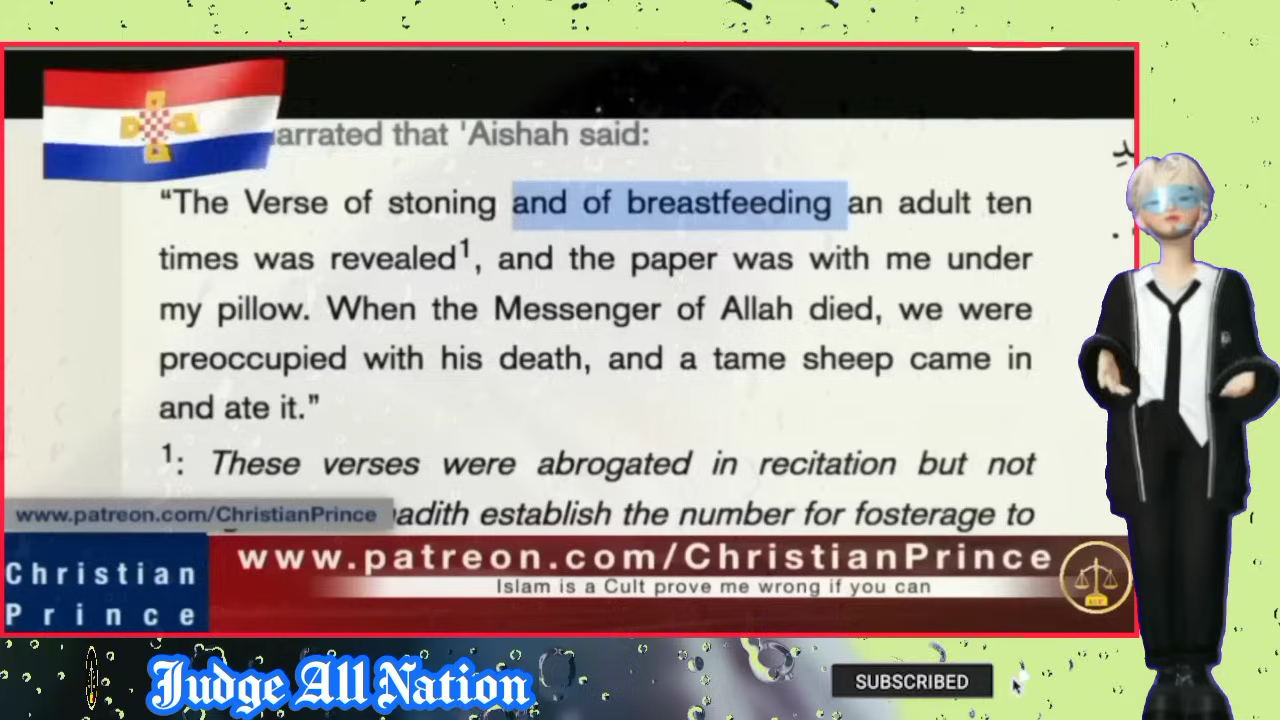 arrated that 'Aishah said:
“The Verse of stoning and of breastfeeding an adult ten
times was revealed¹, and the paper was with me under
my pillow. When the Messenger of Allah died, we were
preoccupied with his death, and a tame sheep came in
and ate it.”
¹: These verses were abrogated in recitation but not
adith establish the number for fosterage to
www.patreon.com/ChristianPrince
Christian
Prince
www.patreon.com/ChristianPrince
Islam is a Cult prove me wrong if you can
Judge All Nation
SUBSCRIBED